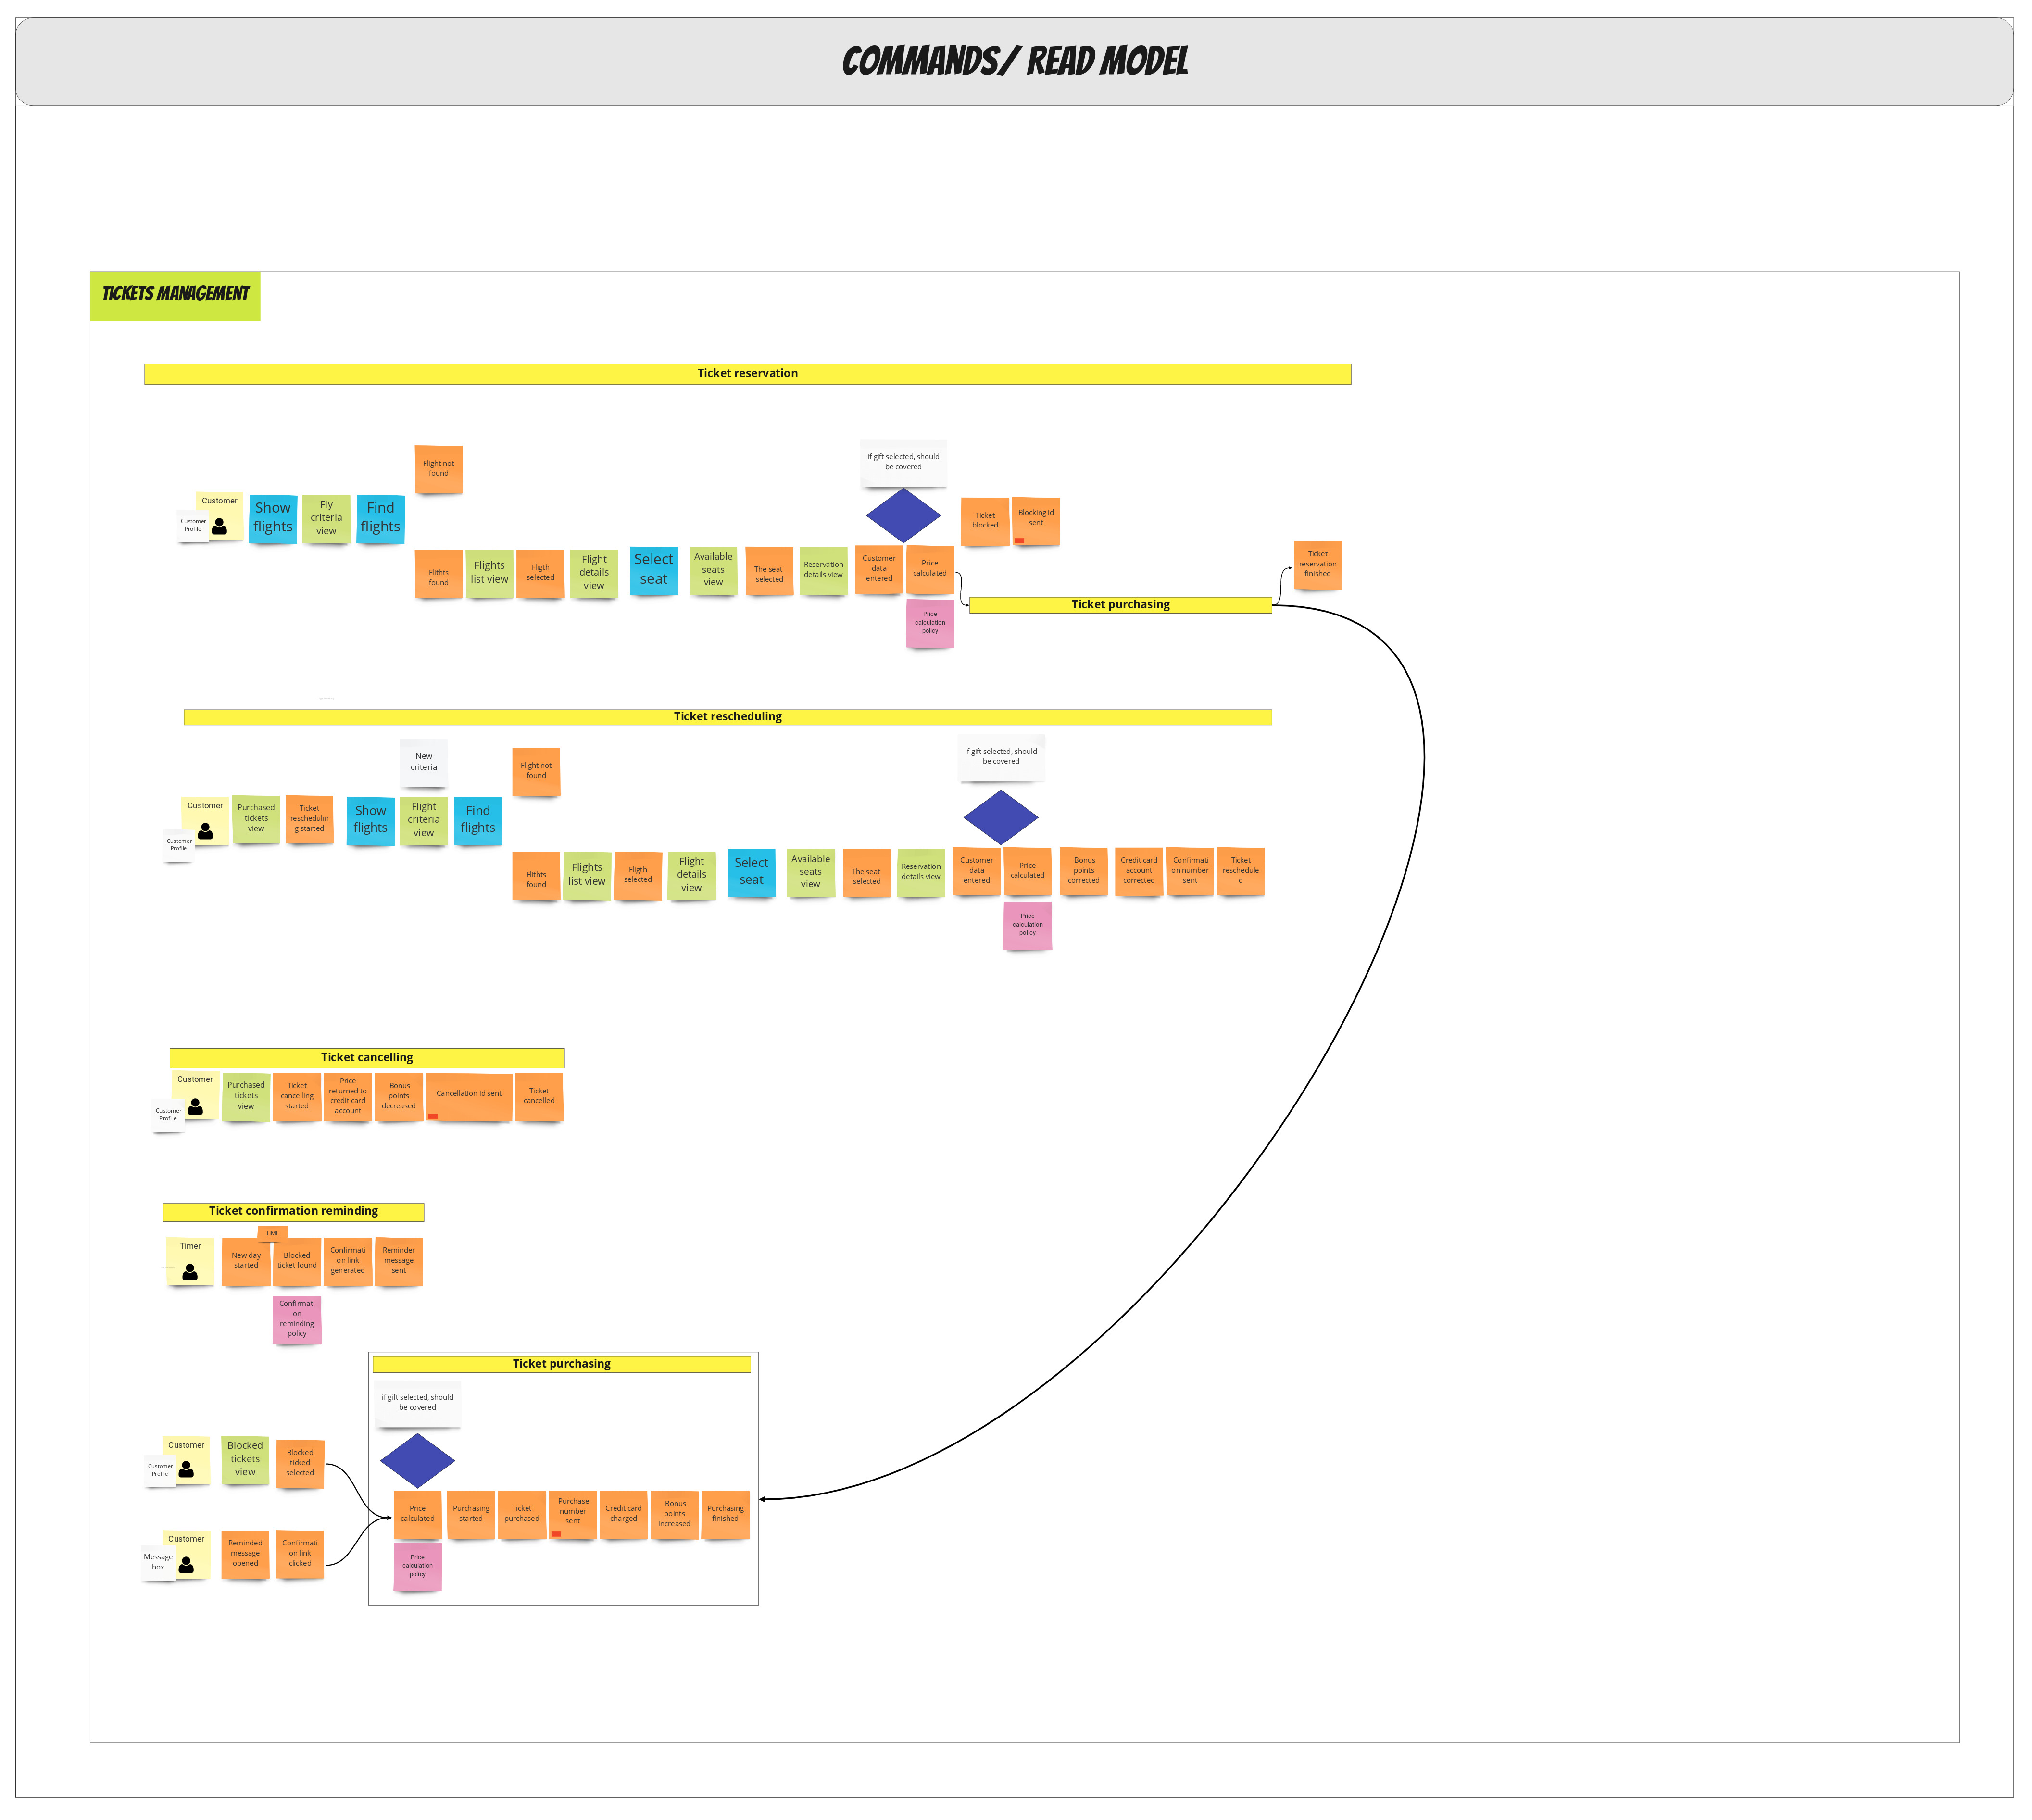 COMMANDS/ READ MODEL
TICKETS MANAGEMENT
Ticket reservation
Flight not
found
if gift selected, should
be covered
Customer
Customer
Profile
Show
flights
Fly
criteria
view
Find
flights
Ticket
blocked
Blocking id
sent
Flithts
found
Flights
list view
Fligth
selected
Flight
details
view
Select
seat
Available
seats
view
The seat
selected
Reservation
details view
Customer
data
entered
Price
calculated
Ticket
reservation
finished
Ticket purchasing
Price
calculation
policy
Ticket rescheduling
New
criteria
Flight not
found
if gift selected, should
be covered
Customer
Customer
Profile
Purchased
tickets
view
Ticket
reschedulin
g started
Show
flights
Flight
criteria
view
Find
flights
Flithts
found
Flights
list view
Fligth
selected
Flight
details
view
Select
seat
Available
seats
view
The seat
selected
Reservation
details view
Customer
data
entered
Price
calculated
Bonus
points
corrected
Credit card
account
corrected
Confirmati
on number
sent
Ticket
reschedule
d
Price
calculation
policy
Ticket cancelling
Customer
Customer
Profile
Purchased
tickets
view
Ticket
cancelling
started
Price
returned to
credit card
account
Bonus
points
decreased
Cancellation id sent
Ticket
cancelled
Ticket confirmation reminding
TIME
Timer
New day
started
Blocked
ticket found
Confirmati
on link
generated
Reminder
message
sent
Confirmati
on
reminding
policy
Ticket purchasing
if gift selected, should
be covered
Customer
Customer
Profile
Blocked
tickets
view
Blocked
ticked
selected
Price
calculated
Purchasing
started
Ticket
purchased
Purchase
number
sent
Credit card
charged
Bonus
points
increased
Purchasing
finished
Customer
Message
box
Reminded
message
opened
Confirmati
on link
clicked
Price
calculation
policy